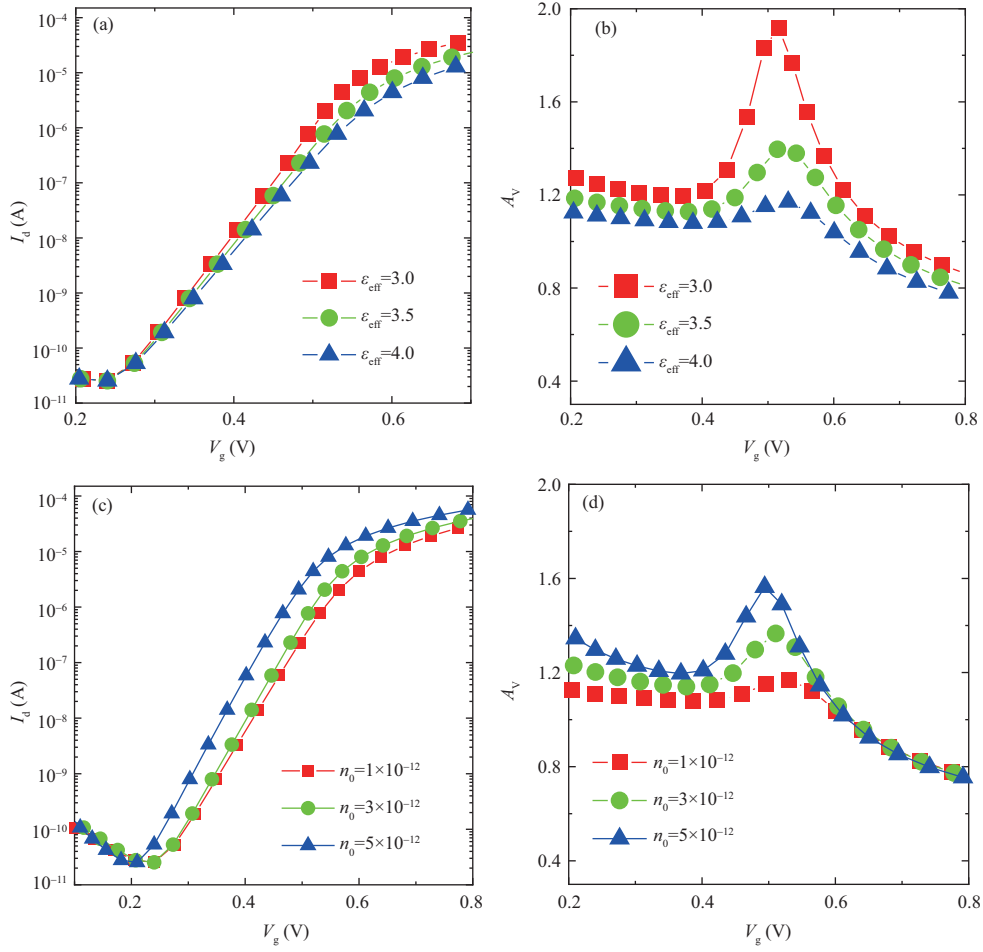 (a)
10⁻⁴
10⁻⁵
10⁻⁶
10⁻⁷
10⁻⁸
10⁻⁹
10⁻¹⁰
10⁻¹¹
I_d (A)
ε_eff=3.0
ε_eff=3.5
ε_eff=4.0
0.2 0.4 0.6
V_g (V)
(b)
2.0
1.6
1.2
0.8
0.4
A_V
ε_eff=3.0
ε_eff=3.5
ε_eff=4.0
0.2 0.4 0.6 0.8
V_g (V)
(c)
10⁻⁴
10⁻⁵
10⁻⁶
10⁻⁷
10⁻⁸
10⁻⁹
10⁻¹⁰
10⁻¹¹
I_d (A)
n₀=1×10⁻¹²
n₀=3×10⁻¹²
n₀=5×10⁻¹²
0.2 0.4 0.6 0.8
V_g (V)
(d)
2.0
1.6
1.2
0.8
0.4
A_V
n₀=1×10⁻¹²
n₀=3×10⁻¹²
n₀=5×10⁻¹²
0.2 0.4 0.6 0.8
V_g (V)